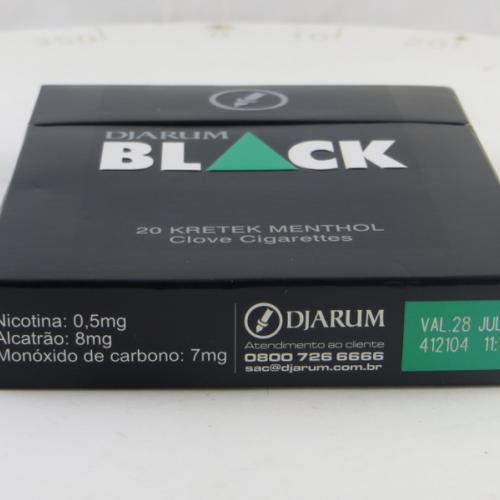 DJARUM
BLACK
20 KRETEK MENTHOL
Clove Cigarettes
Nicotina: 0,5mg
Alcatrão: 8mg
Monóxido de carbono: 7mg
DJARUM
Atendimento ao cliente
0800 726 6666
sac@djarum.com.br
VAL.28 JUL
412104 11: